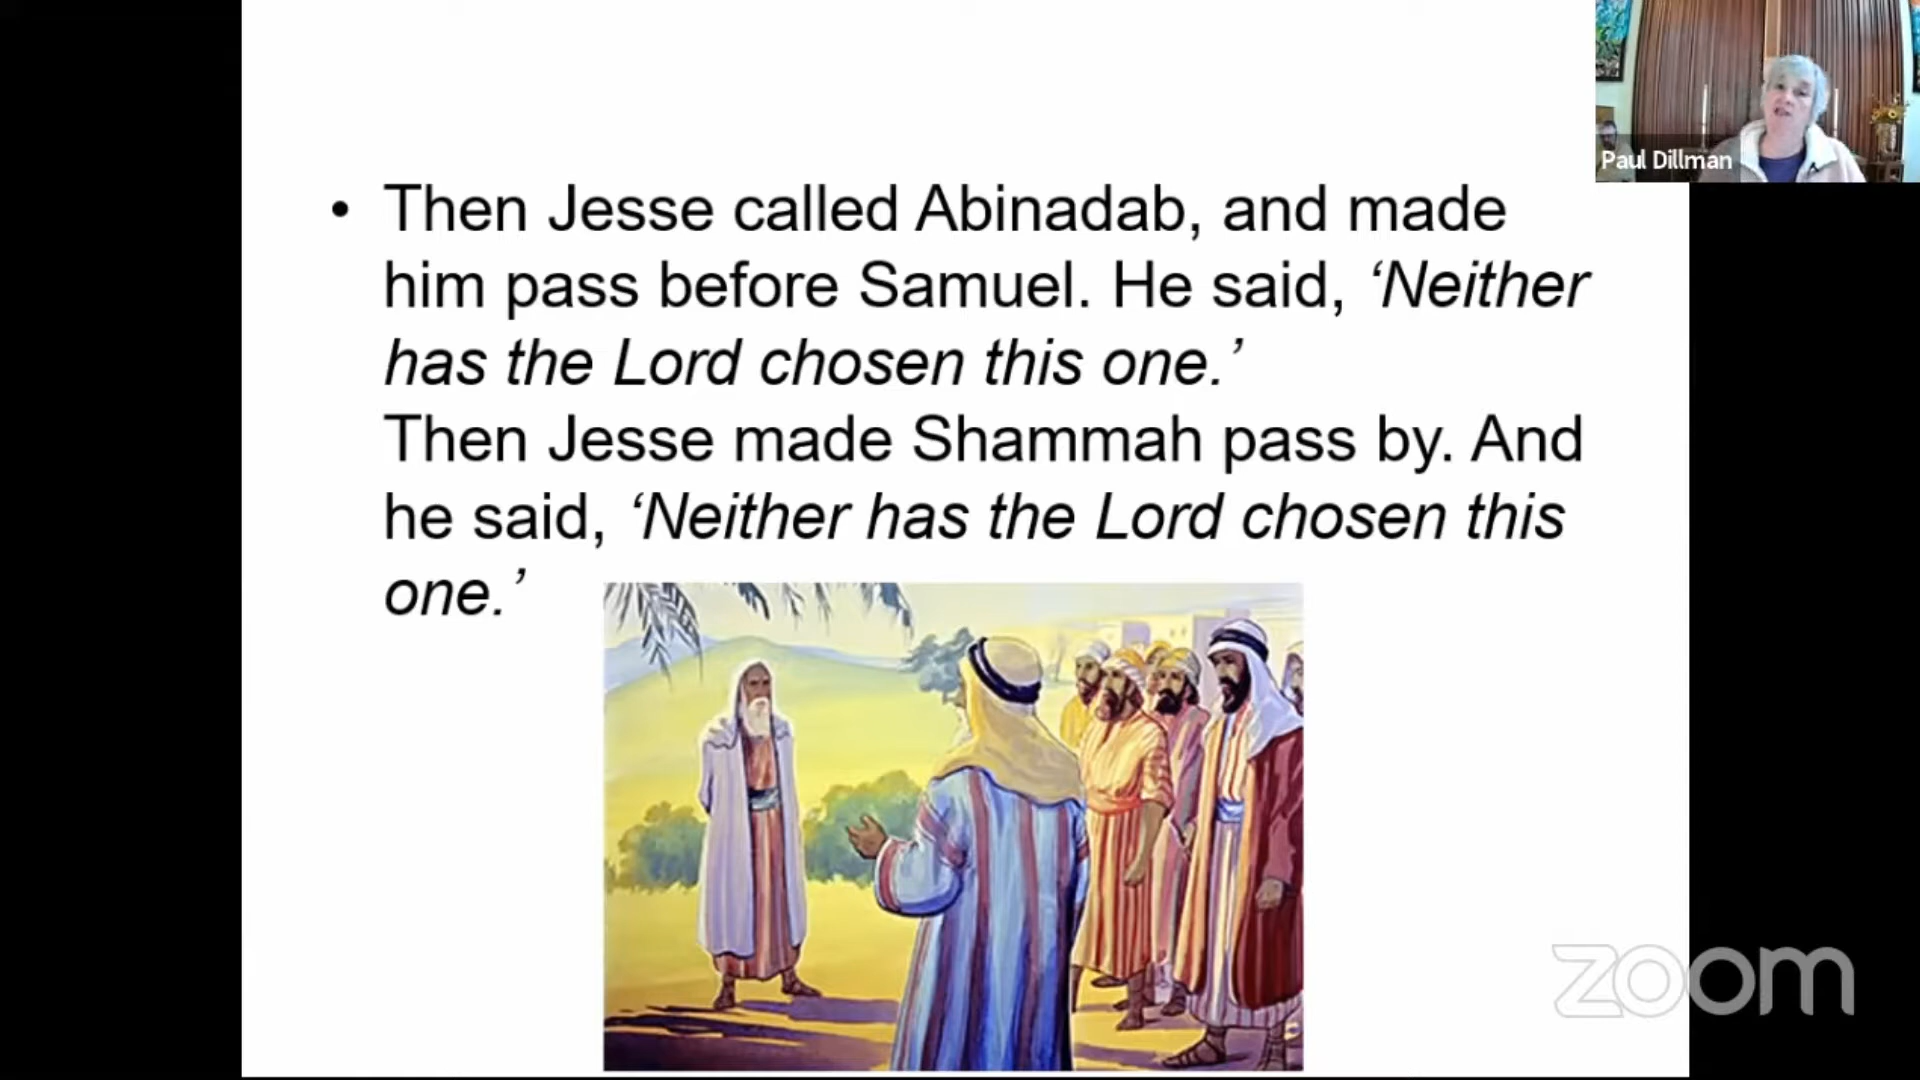 Paul Dillman
• Then Jesse called Abinadab, and made
him pass before Samuel. He said, ‘Neither
has the Lord chosen this one.’
Then Jesse made Shammah pass by. And
he said, ‘Neither has the Lord chosen this
one.’
zoom